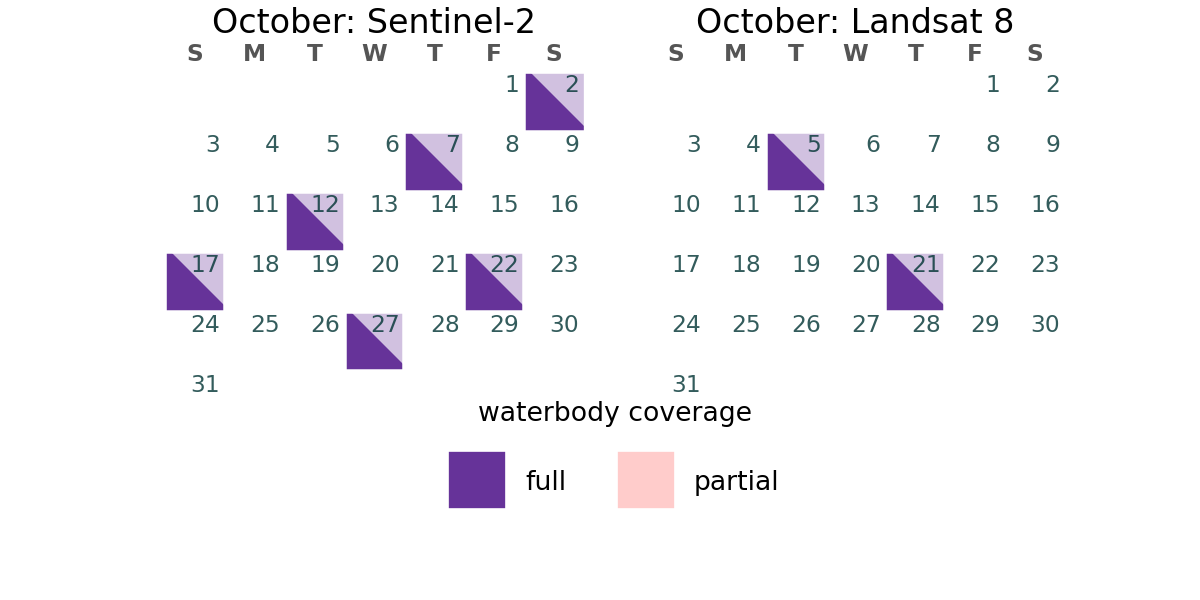 October: Sentinel-2
S M T W T F S
1 2
3 4 5 6 7 8 9
10 11 12 13 14 15 16
17 18 19 20 21 22 23
24 25 26 27 28 29 30
31
October: Landsat 8
S M T W T F S
1 2
3 4 5 6 7 8 9
10 11 12 13 14 15 16
17 18 19 20 21 22 23
24 25 26 27 28 29 30
31
waterbody coverage
full partial